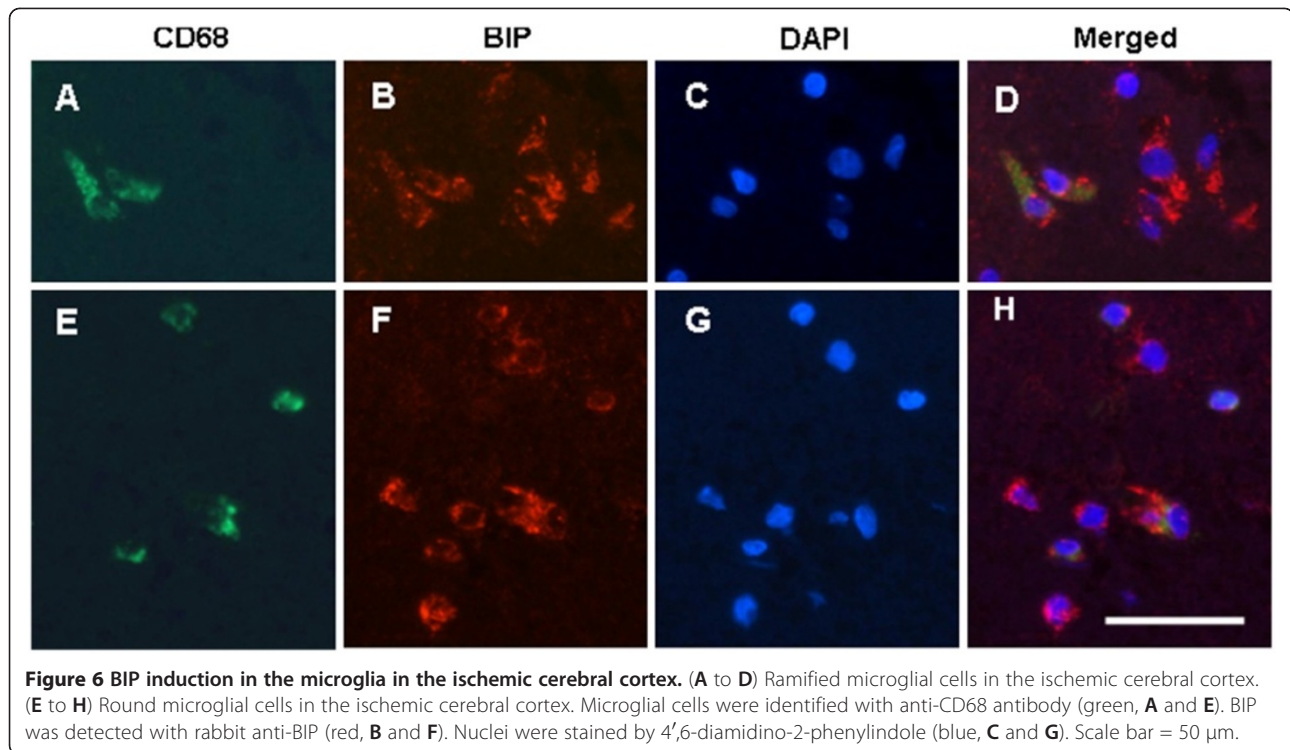 CD68 BIP DAPI Merged
A B C D
E F G H
Figure 6 BIP induction in the microglia in the ischemic cerebral cortex. (A to D) Ramified microglial cells in the ischemic cerebral cortex.
(E to H) Round microglial cells in the ischemic cerebral cortex. Microglial cells were identified with anti-CD68 antibody (green, A and E). BIP
was detected with rabbit anti-BIP (red, B and F). Nuclei were stained by 4′,6-diamidino-2-phenylindole (blue, C and G). Scale bar = 50 μm.